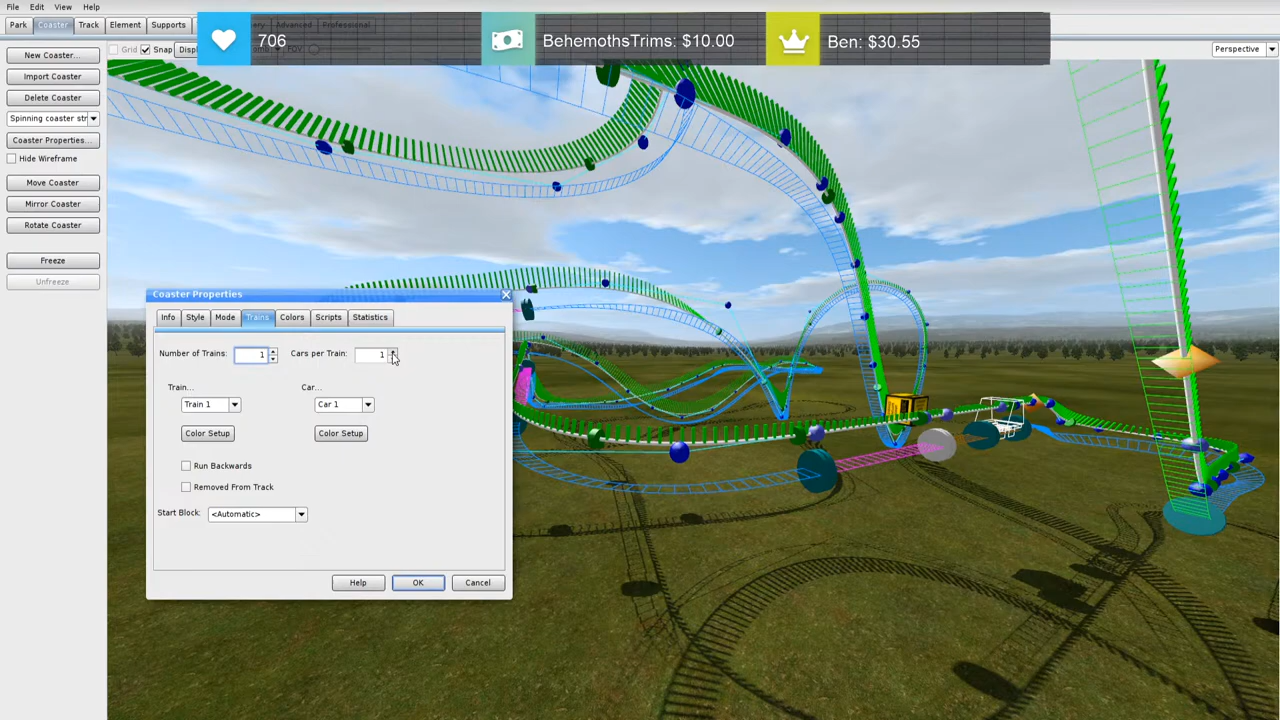 File Edit View Help
Park Coaster Track Element Supports Advanced Professional
706
BehemothsTrims: $10.00
Ben: $30.55
Grid Snap FOV
Perspective
New Coaster...
Import Coaster
Delete Coaster
Spinning coaster str
Coaster Properties...
Hide Wireframe
Move Coaster
Mirror Coaster
Rotate Coaster
Freeze
Unfreeze
Coaster Properties
Info Style Mode Trains Colors Scripts Statistics
Number of Trains: 1 Cars per Train: 1
Train... Car...
Train 1 Car 1
Color Setup Color Setup
Run Backwards
Removed From Track
Start Block: <Automatic>
Help OK Cancel